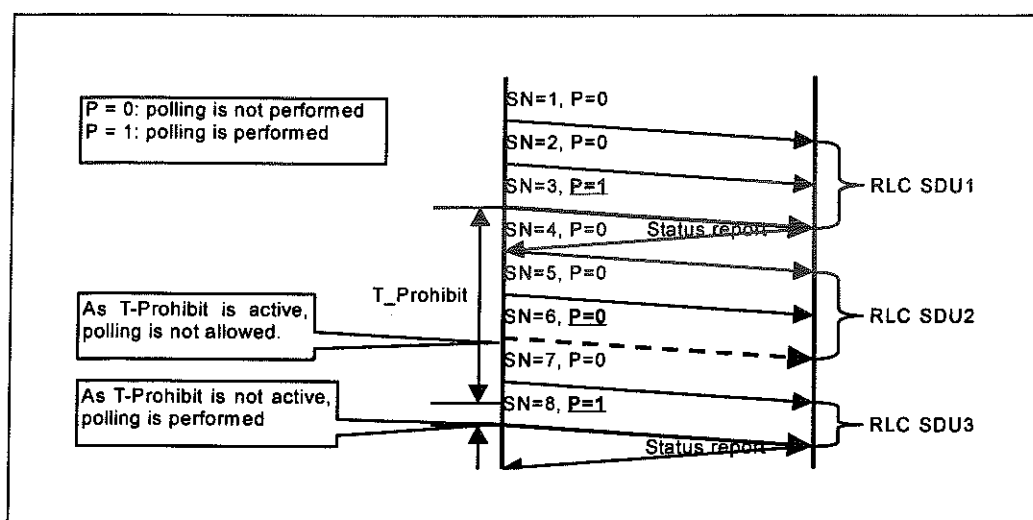 P = 0: polling is not performed
P = 1: polling is performed
SN=1, P=0
SN=2, P=0
SN=3, P=1
RLC SDU1
SN=4, P=0
Status report
SN=5, P=0
T_Prohibit
As T-Prohibit is active,
polling is not allowed.
SN=6, P=0
RLC SDU2
SN=7, P=0
As T-Prohibit is not active,
polling is performed
SN=8, P=1
RLC SDU3
Status report